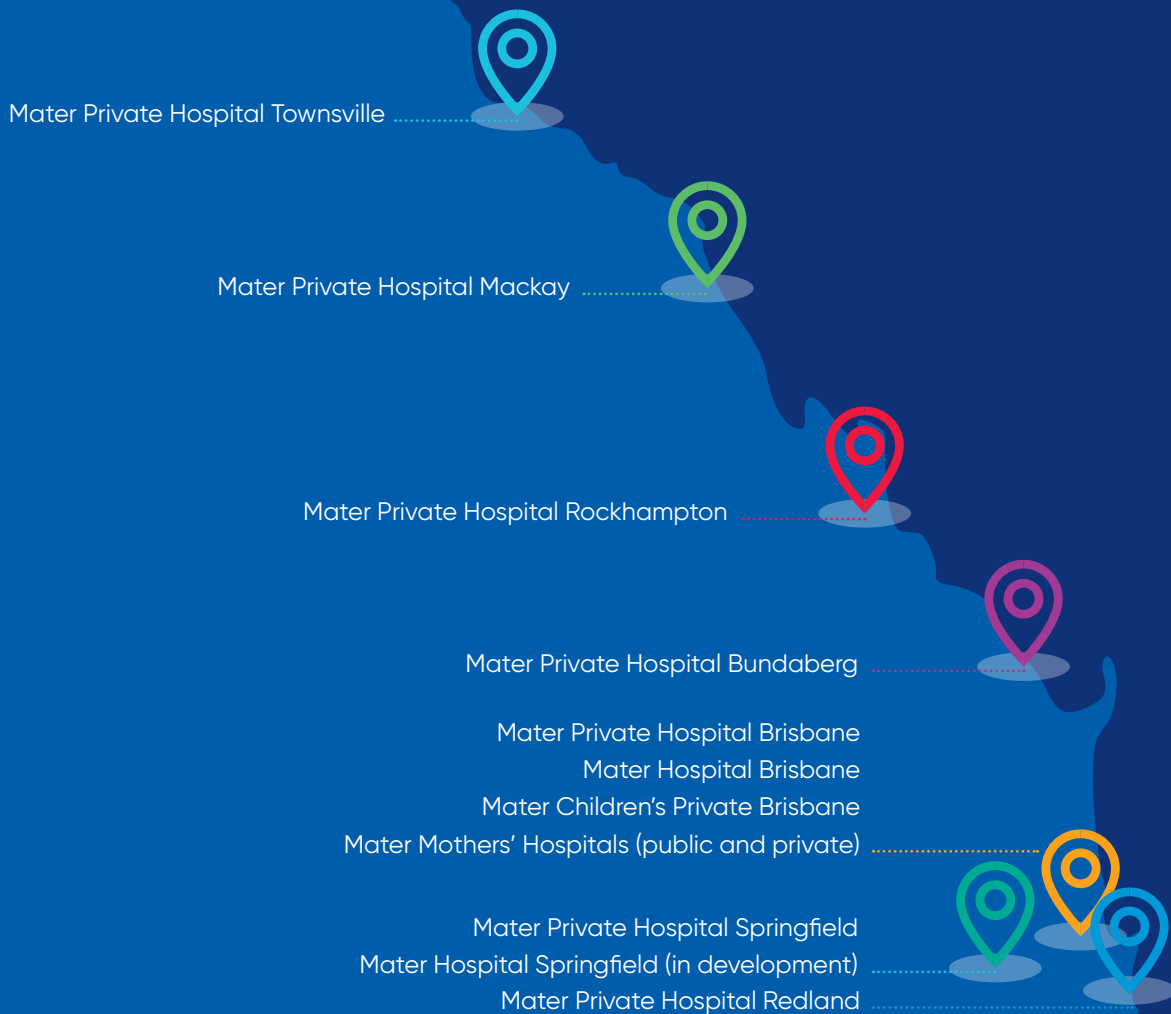 Mater Private Hospital Townsville
Mater Private Hospital Mackay
Mater Private Hospital Rockhampton
Mater Private Hospital Bundaberg
Mater Private Hospital Brisbane
Mater Hospital Brisbane
Mater Children’s Private Brisbane
Mater Mothers’ Hospitals (public and private)
Mater Private Hospital Springfield
Mater Hospital Springfield (in development)
Mater Private Hospital Redland